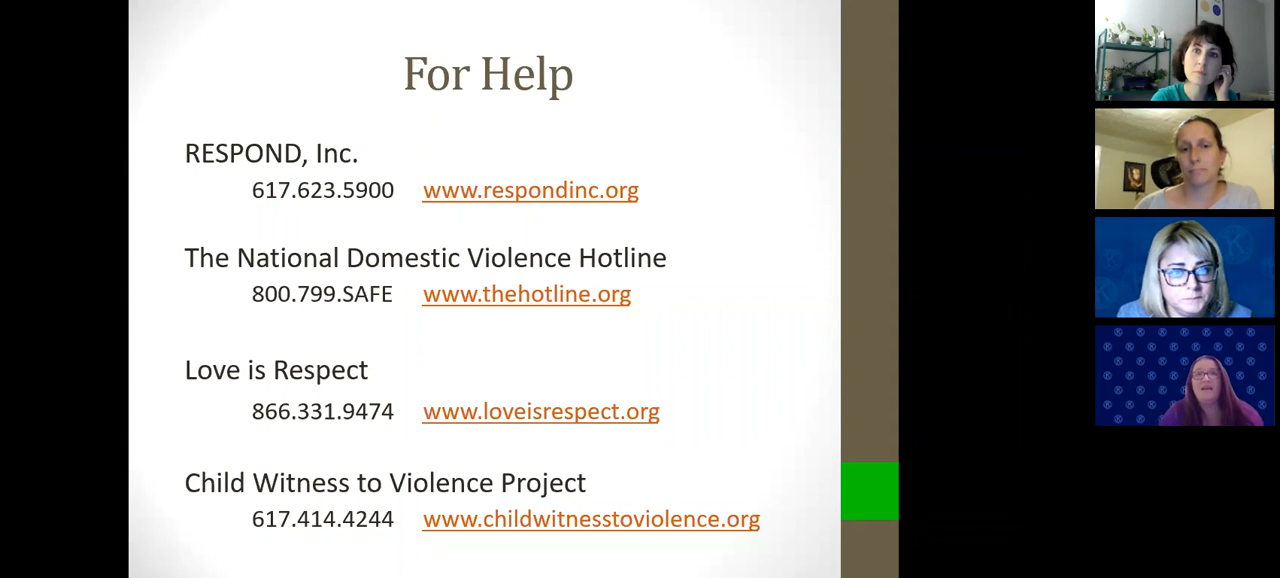 For Help
RESPOND, Inc.
617.623.5900 www.respondinc.org
The National Domestic Violence Hotline
800.799.SAFE www.thehotline.org
Love is Respect
866.331.9474 www.loveisrespect.org
Child Witness to Violence Project
617.414.4244 www.childwitnesstoviolence.org